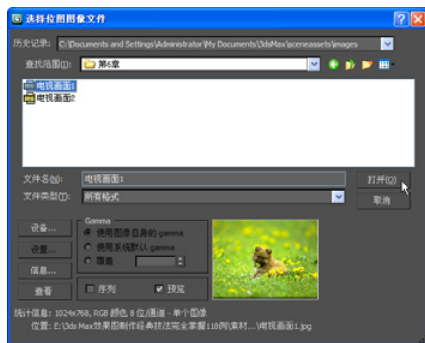 选择位图图像文件
历史记录: C:\Documents and Settings\Administrator\My Documents\3dsMax\sceneassets\images
查找范围(I): 第6章
电视画面1
电视画面2
文件名(N): 电视画面1 打开(O)
文件类型(T): 所有格式 取消
设备...
设置...
信息...
查看
Gamma
使用图像自身的 gamma
使用系统默认 gamma
覆盖
序列 预览
统计信息: 1024x768, RGB 颜色, 8 位/通道 - 单个图像
位置: E:\3ds Max效果图制作经典技法完全掌握118例\素材...\电视画面1.jpg